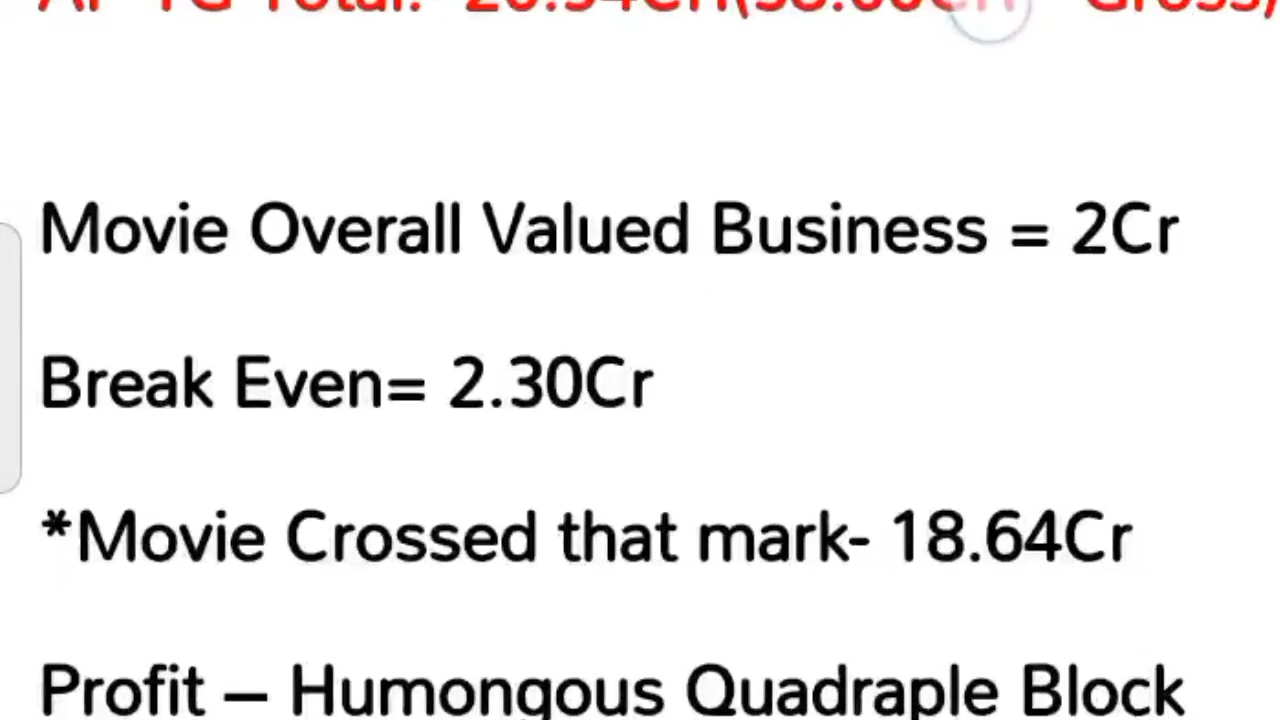 Total:
Movie Overall Valued Business = 2Cr
Break Even= 2.30Cr
*Movie Crossed that mark- 18.64Cr
Profit – Humongous Quadraple Block